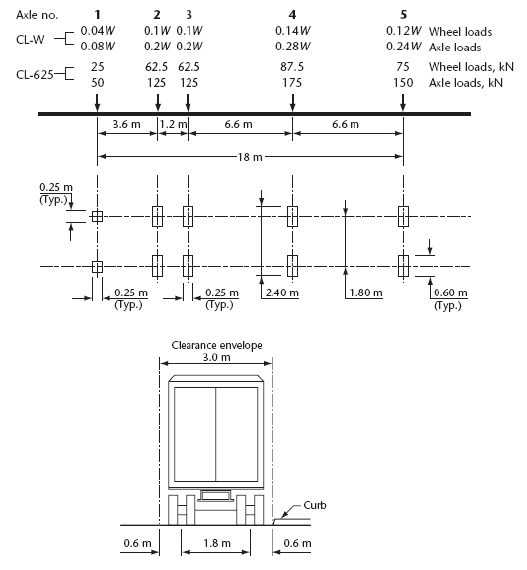 Axle no. 1 2 3 4 5
CL-W 0.04W 0.1W 0.1W 0.14W 0.12W Wheel loads
0.08W 0.2W 0.2W 0.28W 0.24W Axle loads
CL-625 25 62.5 62.5 87.5 75 Wheel loads, kN
50 125 125 175 150 Axle loads, kN
3.6 m 1.2 m 6.6 m 6.6 m
18 m
0.25 m
(Typ.)
0.25 m 0.25 m 2.40 m 1.80 m 0.60 m
(Typ.) (Typ.) (Typ.)
Clearance envelope
3.0 m
Curb
0.6 m 1.8 m 0.6 m